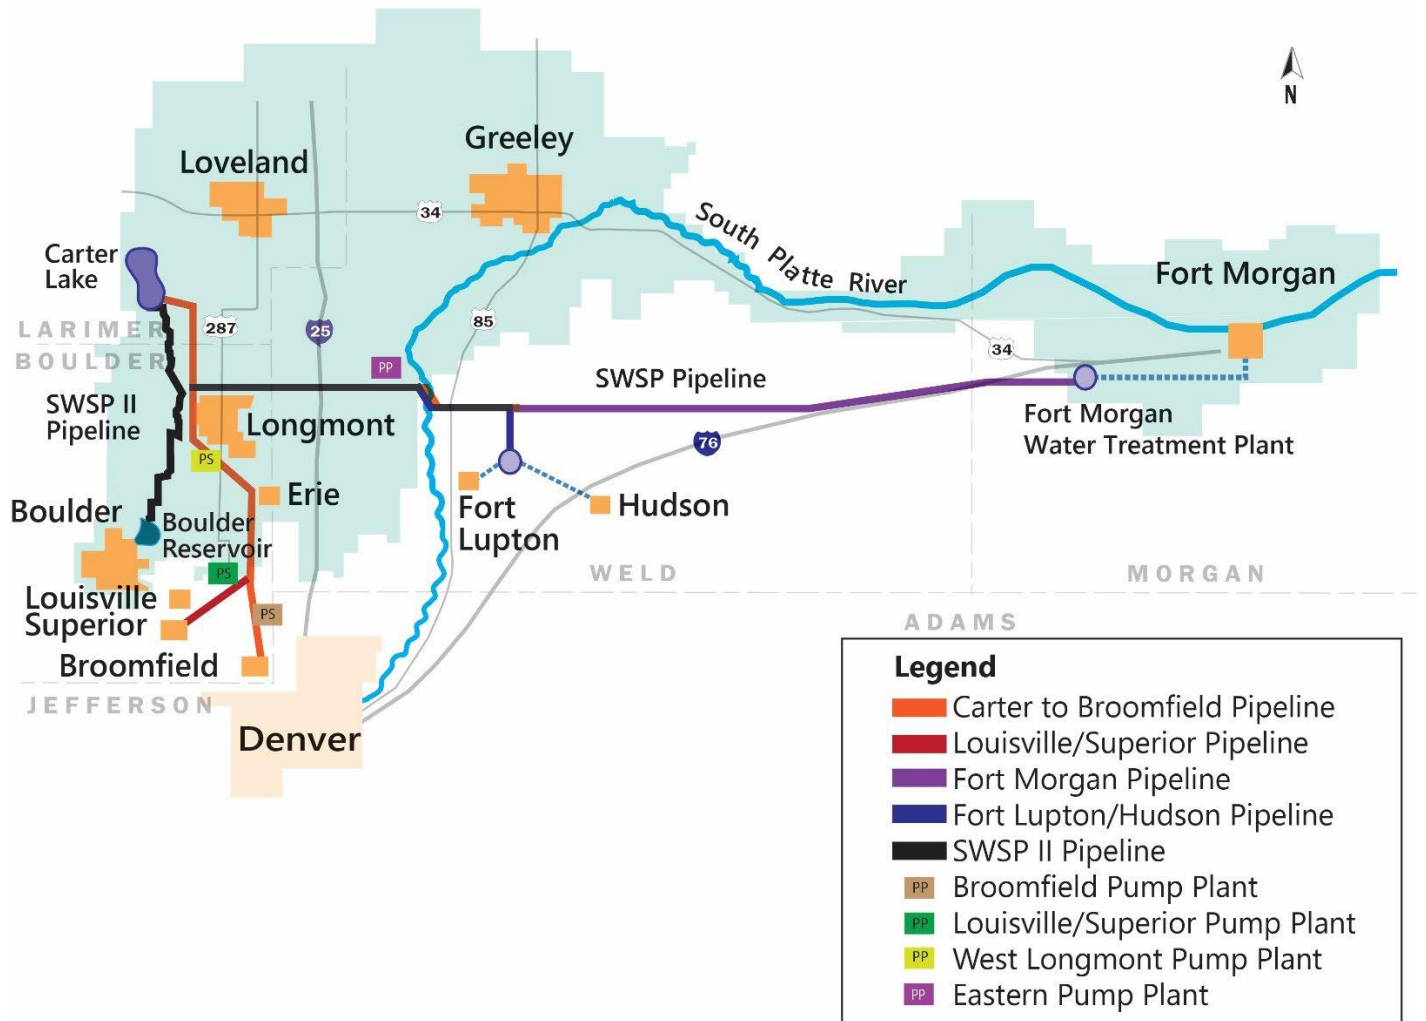 N
Greeley
Loveland
34
South Platte River
Carter
Lake
Fort Morgan
LARIMER
287
25
85
BOULDER
34
PP
SWSP Pipeline
SWSP II
Pipeline
Longmont
Fort Morgan
Water Treatment Plant
76
PS
Erie
Fort
Lupton
Hudson
Boulder
Boulder
Reservoir
PS
WELD
MORGAN
Louisville
Superior
PS
ADAMS
Broomfield
JEFFERSON
Denver
Legend
Carter to Broomfield Pipeline
Louisville/Superior Pipeline
Fort Morgan Pipeline
Fort Lupton/Hudson Pipeline
SWSP II Pipeline
PP Broomfield Pump Plant
PP Louisville/Superior Pump Plant
PP West Longmont Pump Plant
PP Eastern Pump Plant